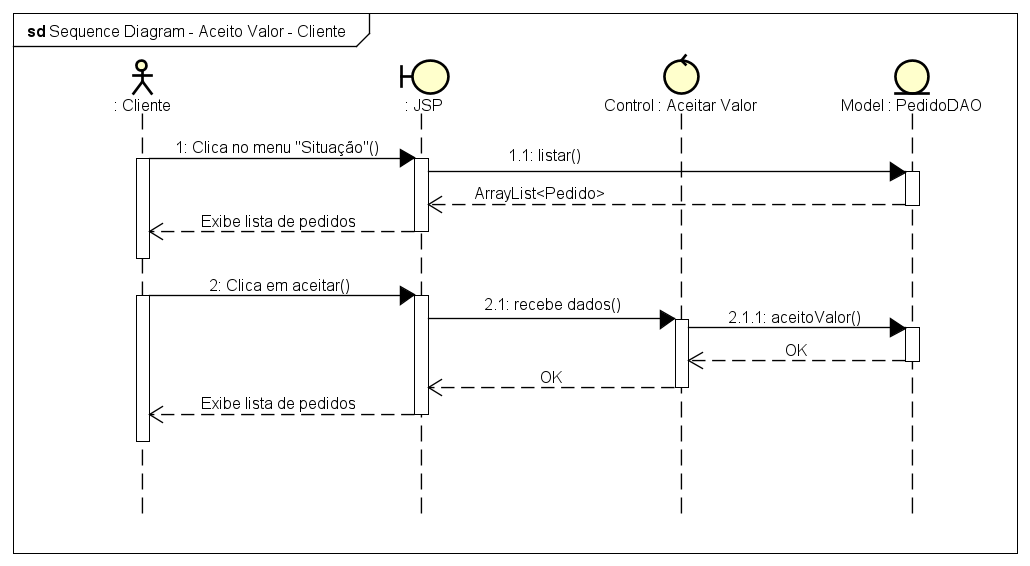 sd Sequence Diagram - Aceito Valor - Cliente
: Cliente
: JSP
Control : Aceitar Valor
Model : PedidoDAO
1: Clica no menu "Situação"()
1.1: listar()
ArrayList<Pedido>
Exibe lista de pedidos
2: Clica em aceitar()
2.1: recebe dados()
2.1.1: aceitoValor()
OK
OK
Exibe lista de pedidos